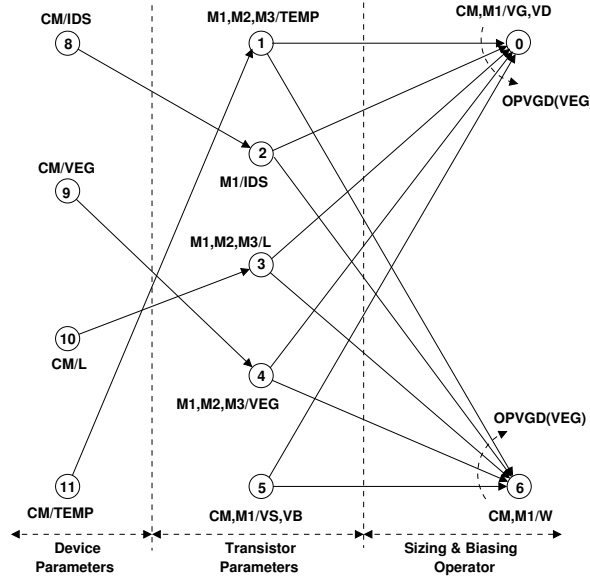 CM/IDS
8
M1,M2,M3/TEMP
1
CM,M1/VG,VD
0
OPVGD(VEG)
2
M1/IDS
CM/VEG
9
M1,M2,M3/L
3
10
CM/L
4
M1,M2,M3/VEG
OPVGD(VEG)
11
CM/TEMP
5
CM,M1/VS,VB
6
CM,M1/W
Device
Parameters
Transistor
Parameters
Sizing & Biasing
Operator